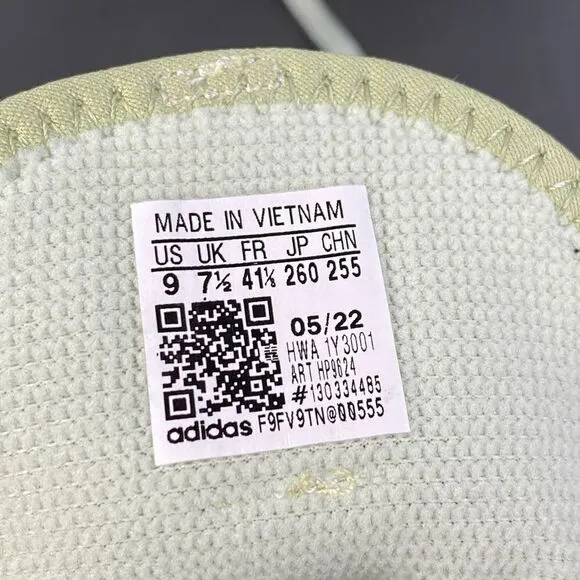 MADE IN VIETNAM
US UK FR JP CHN
9 7½ 41⅓ 260 255
05/22
HWA 1Y3001
ART HP9624
#130334485
adidas F9FV9TN@00555